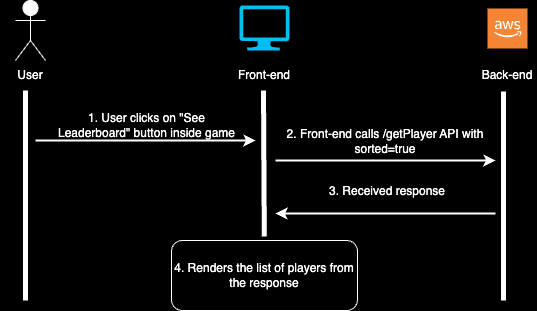 aws
User
Front-end
Back-end
1. User clicks on "See
Leaderboard" button inside game
2. Front-end calls /getPlayer API with
sorted=true
3. Received response
4. Renders the list of players from
the response